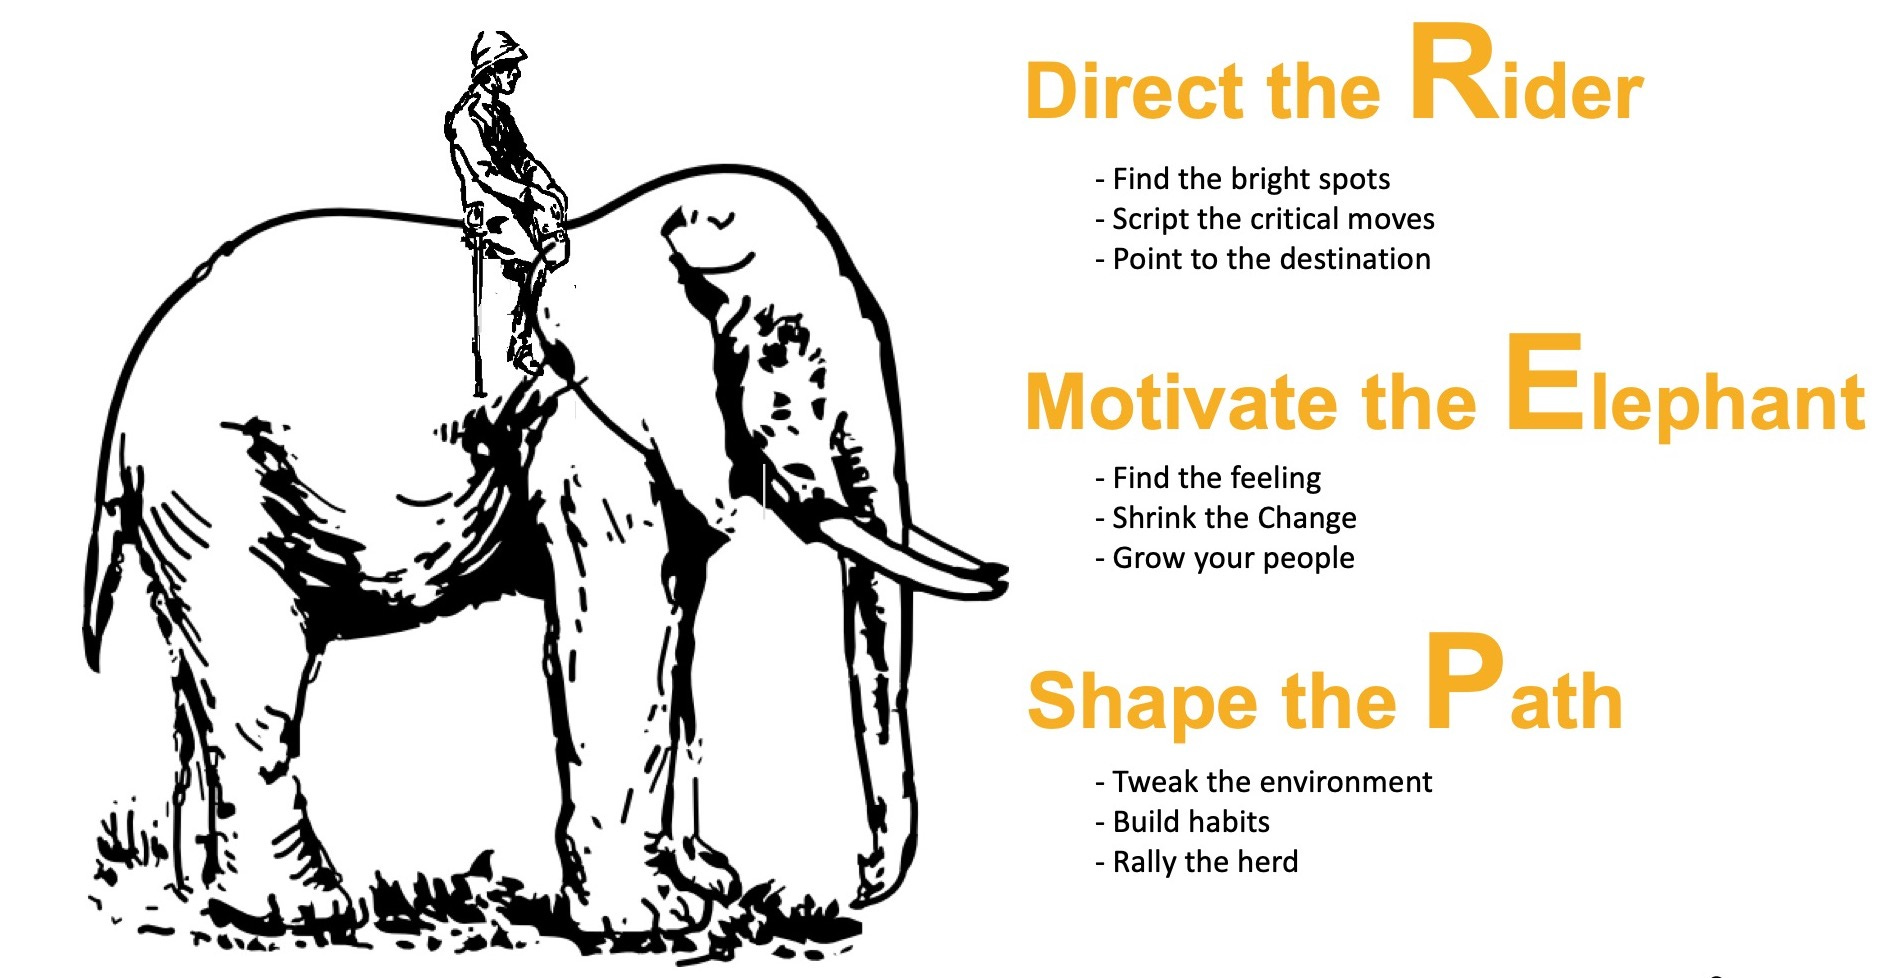 Direct the Rider
- Find the bright spots
- Script the critical moves
- Point to the destination
Motivate the Elephant
- Find the feeling
- Shrink the Change
- Grow your people
Shape the Path
- Tweak the environment
- Build habits
- Rally the herd